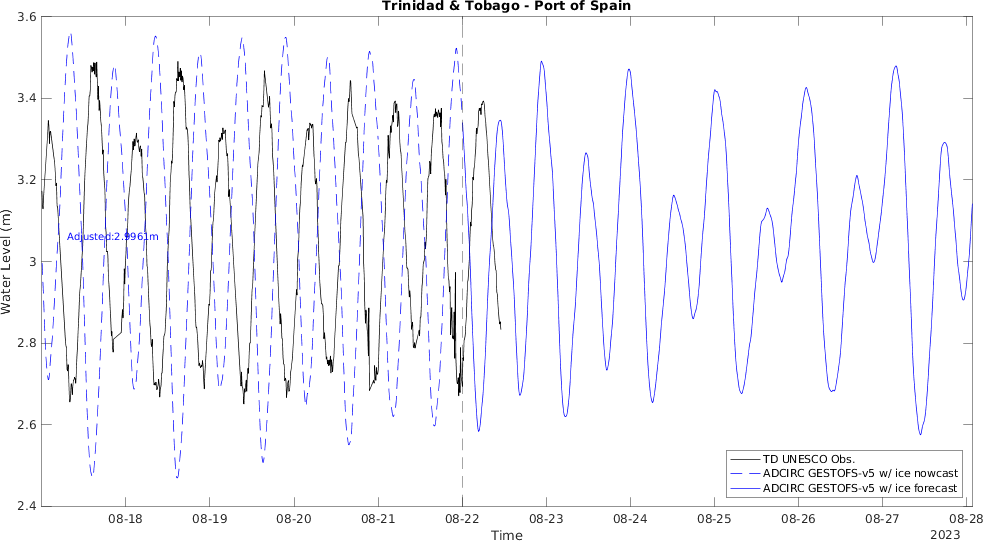 Trinidad & Tobago - Port of Spain
Water Level (m)
3.6
3.4
3.2
3
2.8
2.6
2.4
Adjusted:2.9961m
TD UNESCO Obs.
ADCIRC GESTOFS-v5 w/ ice nowcast
ADCIRC GESTOFS-v5 w/ ice forecast
08-18 08-19 08-20 08-21 08-22 08-23 08-24 08-25 08-26 08-27 08-28
Time
2023